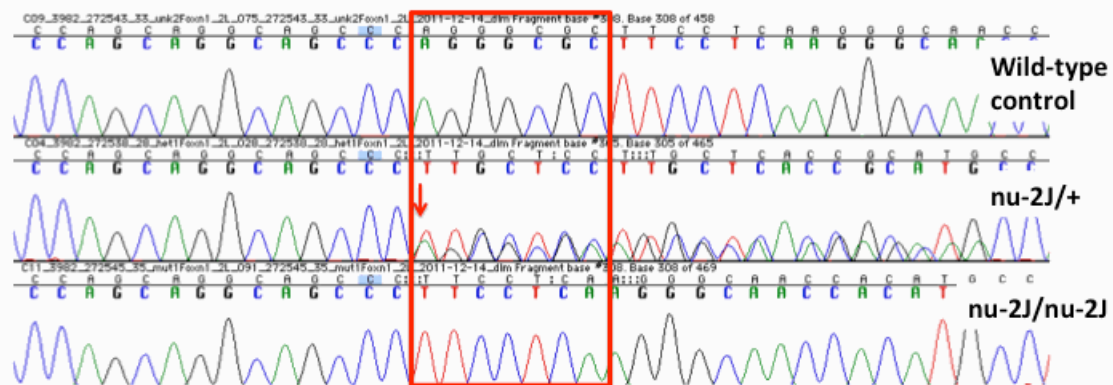 C09_3982_272543_33_unk2Foxn1_2L_075_272543_33_unk2Foxn1_2L_2011-12-14_dlm Fragment base #308. Base 308 of 458
C C A G C A G G C A G C C C A G G G C G C T T C C T C A A G G G C A A C C
C C A G C A G G C A G C C C A G G G C G C T T C C T C A A G G G C A
Wild-type
control
C04_3982_272538_28_het1Foxn1_2L_028_272538_28_het1Foxn1_2L_2011-12-14_dlm Fragment base #305. Base 305 of 465
C C A G C A G G C A G C C C:::T T G C T:C C T:::T G C T C A C C G C A T G C C
C C A G C A G G C A G C C C T T G C T C C T T G C T C A C C G C A T G
nu-2J/+
C11_3982_272545_35_mut1Foxn1_2L_091_272545_35_mut1Foxn1_2L_2011-12-14_dlm Fragment base #308. Base 308 of 469
C C A G C A G G C A G C C C:::T T C C T:C A A:::G G G C A A C C A C A T G C C
C C A G C A G G C A G C C C T T C C T C A A G G G C A A C C A C A T
nu-2J/nu-2J